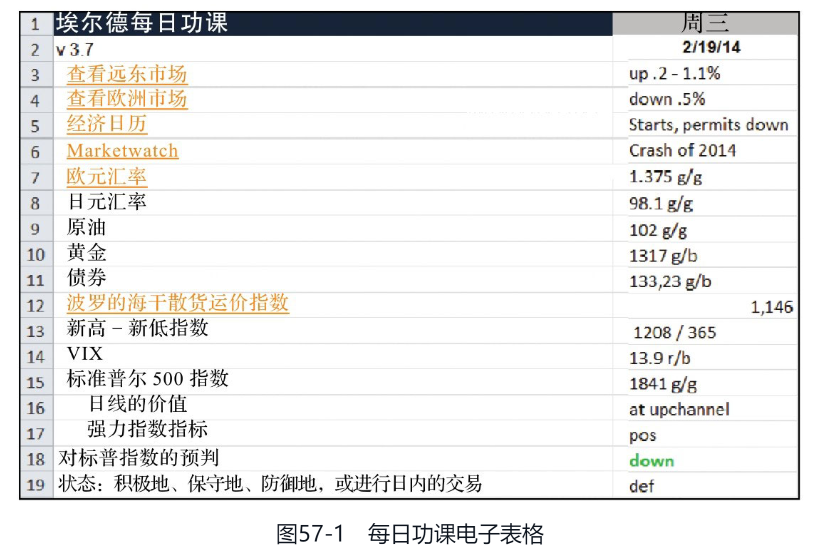 1 埃尔德每日功课 周三
2 v 3.7 2/19/14
3 查看远东市场 up .2 - 1.1%
4 查看欧洲市场 down .5%
5 经济日历 Starts, permits down
6 Marketwatch Crash of 2014
7 欧元汇率 1.375 g/g
8 日元汇率 98.1 g/g
9 原油 102 g/g
10 黄金 1317 g/b
11 债券 133,23 g/b
12 波罗的海干散货运价指数 1,146
13 新高－新低指数 1208 / 365
14 VIX 13.9 r/b
15 标准普尔 500 指数 1841 g/g
16 日线的价值 at upchannel
17 强力指数指标 pos
18 对标普指数的预判 down
19 状态：积极地、保守地、防御地，或进行日内的交易 def
图57-1 每日功课电子表格